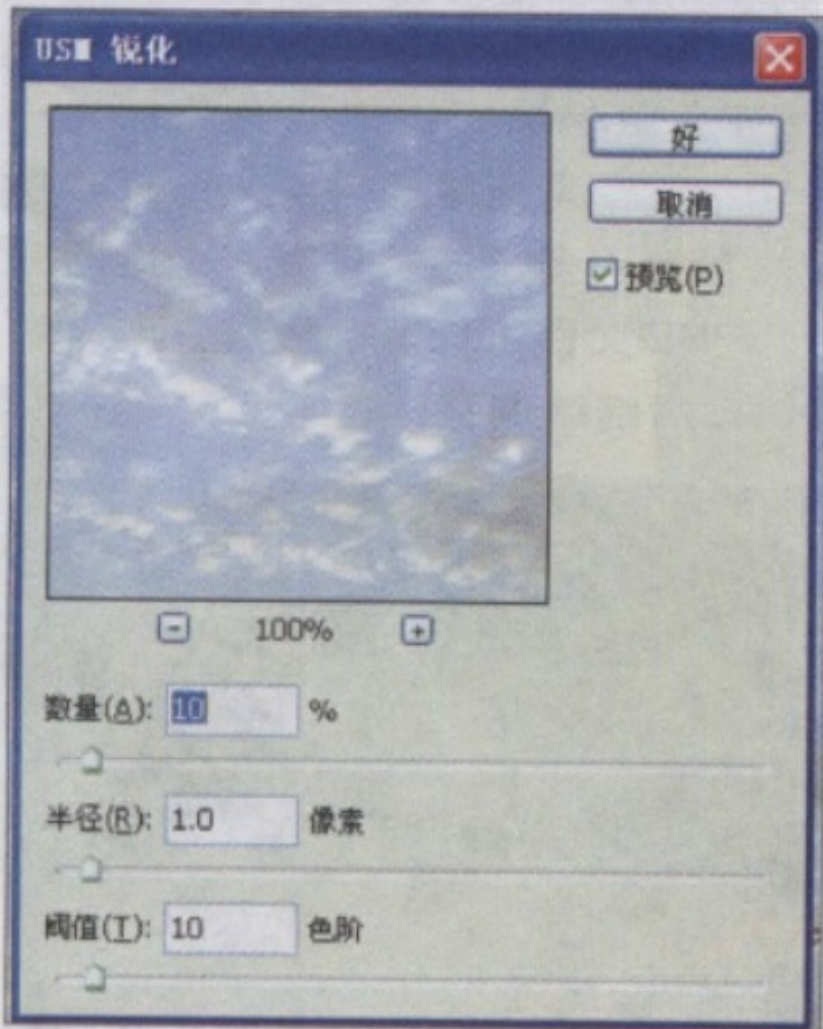 USM 锐化
好
取消
预览(P)
- 100% +
数量(A): 10 %
半径(R): 1.0 像素
阈值(T): 10 色阶